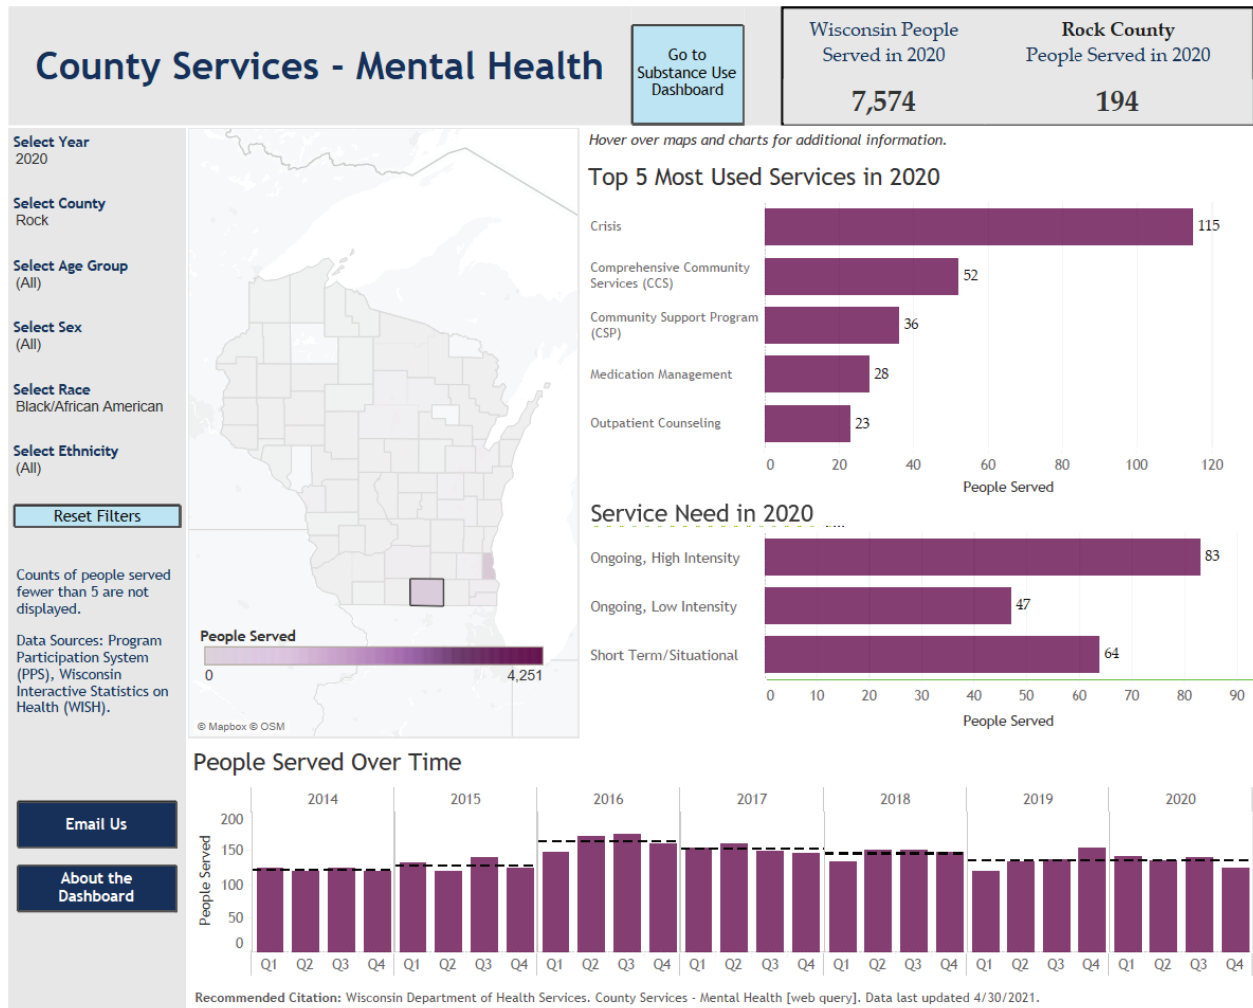 County Services - Mental Health
Go to
Substance Use
Dashboard
Wisconsin People
Served in 2020
7,574
Rock County
People Served in 2020
194
Select Year
2020
Select County
Rock
Select Age Group
(All)
Select Sex
(All)
Select Race
Black/African American
Select Ethnicity
(All)
Reset Filters
Counts of people served
fewer than 5 are not
displayed.
Data Sources: Program
Participation System
(PPS), Wisconsin
Interactive Statistics on
Health (WISH).
Email Us
About the
Dashboard
People Served
0 4,251
© Mapbox © OSM
Hover over maps and charts for additional information.
Top 5 Most Used Services in 2020
Crisis 115
Comprehensive Community
Services (CCS) 52
Community Support Program
(CSP) 36
Medication Management 28
Outpatient Counseling 23
0 20 40 60 80 100 120
People Served
Service Need in 2020
Ongoing, High Intensity 83
Ongoing, Low Intensity 47
Short Term/Situational 64
0 10 20 30 40 50 60 70 80 90
People Served
People Served Over Time
2014 2015 2016 2017 2018 2019 2020
People Served
200
150
100
50
0
Q1 Q2 Q3 Q4 Q1 Q2 Q3 Q4 Q1 Q2 Q3 Q4 Q1 Q2 Q3 Q4 Q1 Q2 Q3 Q4 Q1 Q2 Q3 Q4 Q1 Q2 Q3 Q4
Recommended Citation: Wisconsin Department of Health Services. County Services - Mental Health [web query]. Data last updated 4/30/2021.